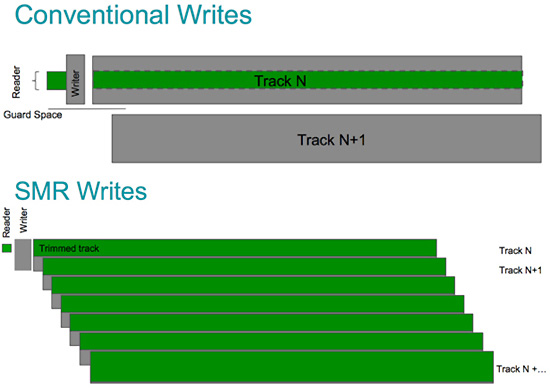 Conventional Writes
Reader
Writer
Track N
Guard Space
Track N+1
SMR Writes
Reader
Writer
Trimmed track
Track N
Track N+1
Track N +...